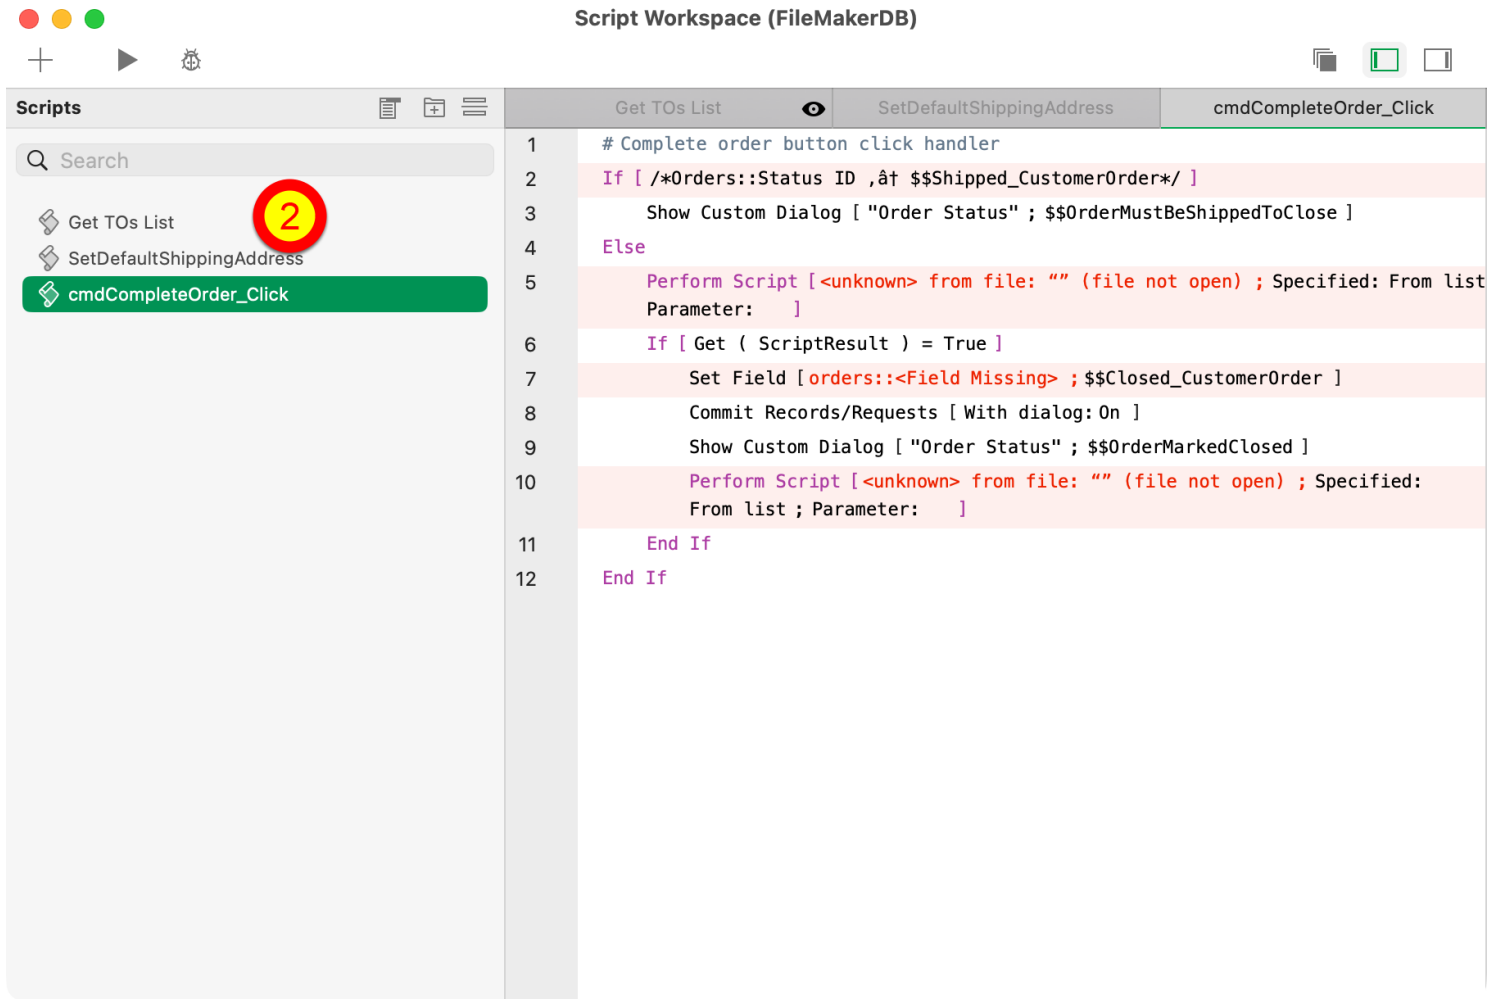 Script Workspace (FileMakerDB)
Scripts
Get TOs List
SetDefaultShippingAddress
cmdCompleteOrder_Click
Search
2
Get TOs List
SetDefaultShippingAddress
cmdCompleteOrder_Click
1 # Complete order button click handler
2 If [ /*Orders::Status ID ,â† $$Shipped_CustomerOrder*/ ]
3 Show Custom Dialog [ "Order Status" ; $$OrderMustBeShippedToClose ]
4 Else
5 Perform Script [ <unknown> from file: “” (file not open) ; Specified: From list
Parameter: ]
6 If [ Get ( ScriptResult ) = True ]
7 Set Field [ orders::<Field Missing> ; $$Closed_CustomerOrder ]
8 Commit Records/Requests [ With dialog: On ]
9 Show Custom Dialog [ "Order Status" ; $$OrderMarkedClosed ]
10 Perform Script [ <unknown> from file: “” (file not open) ; Specified:
From list ; Parameter: ]
11 End If
12 End If